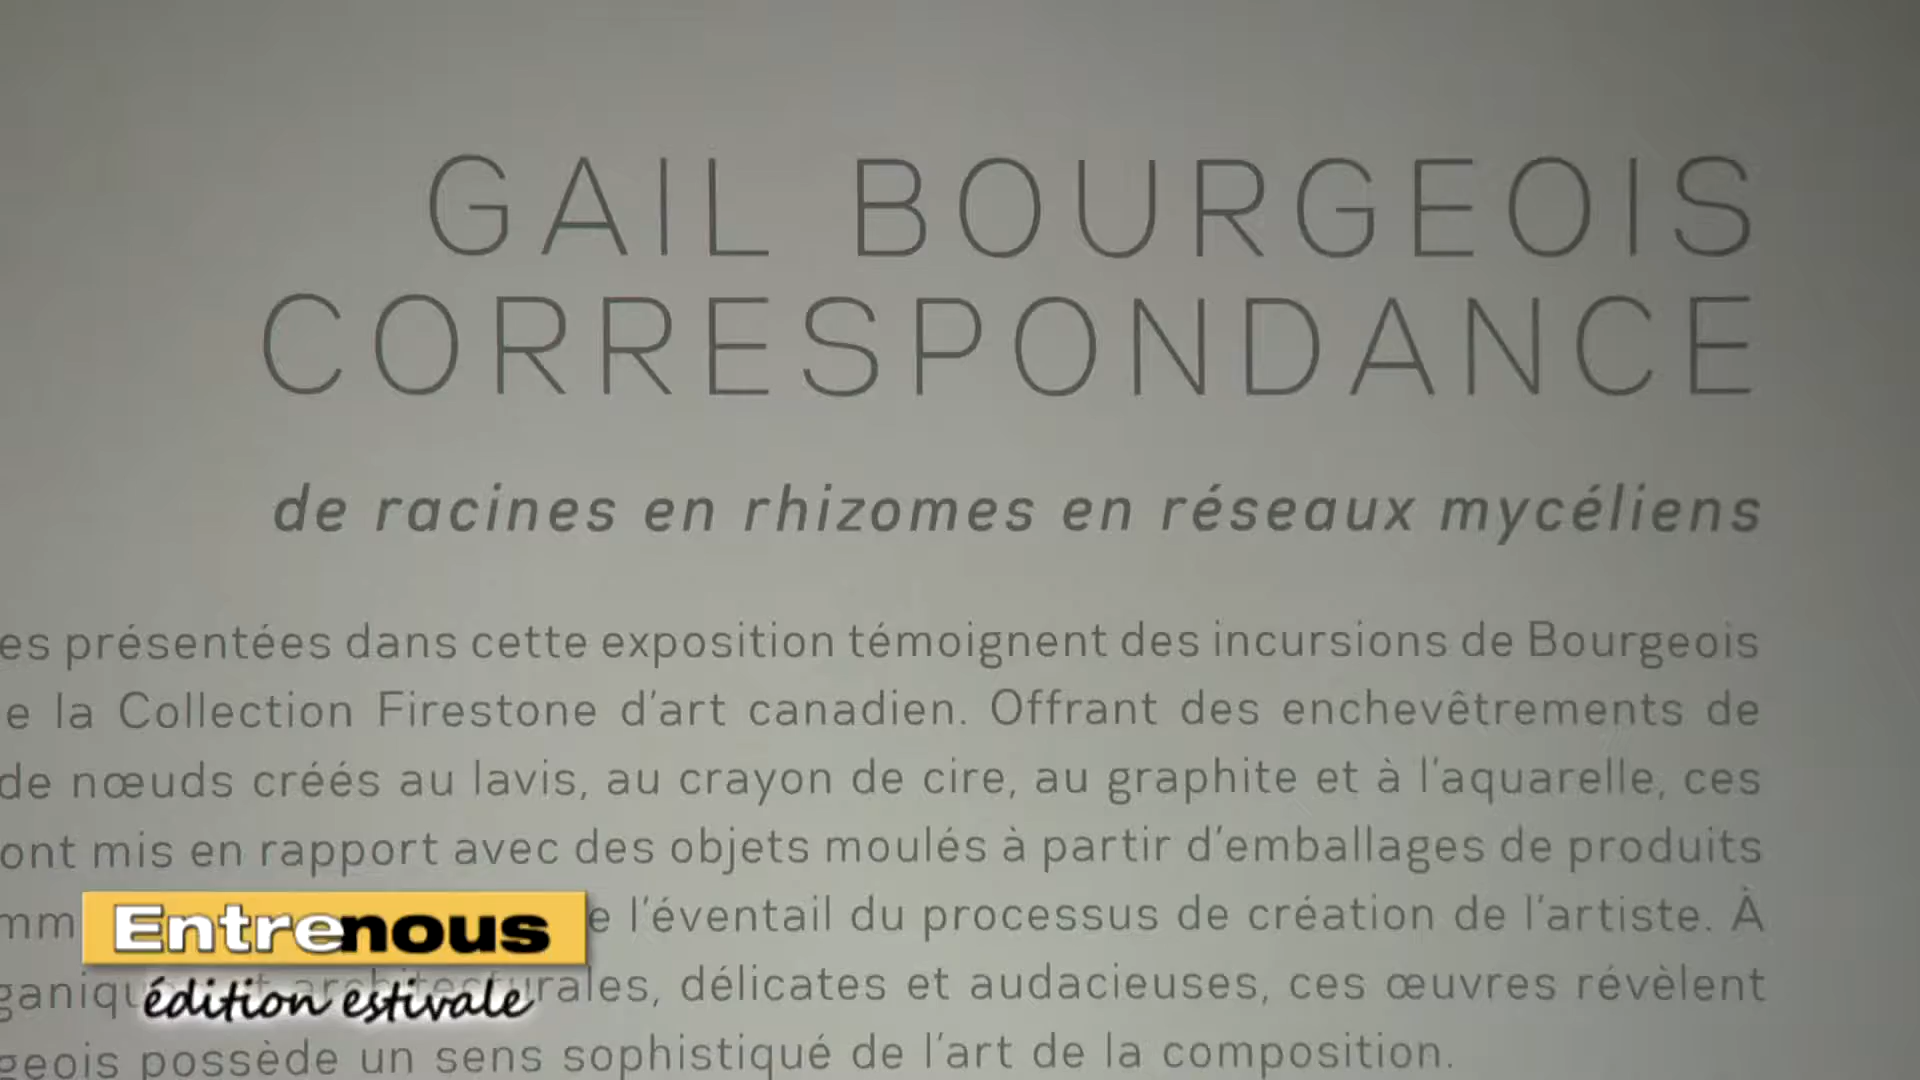 GAIL BOURGEOIS
CORRESPONDANCE
de racines en rhizomes en réseaux mycéliens
es présentées dans cette exposition témoignent des incursions de Bourgeois
e la Collection Firestone d'art canadien. Offrant des enchevêtrements de
de nœuds créés au lavis, au crayon de cire, au graphite et à l'aquarelle, ces
ont mis en rapport avec des objets moulés à partir d'emballages de produits
mm e l'éventail du processus de création de l'artiste. À
Entrenous
rales, délicates et audacieuses, ces œuvres révèlent
édition estivale
geois possède un sens sophistiqué de l'art de la composition.